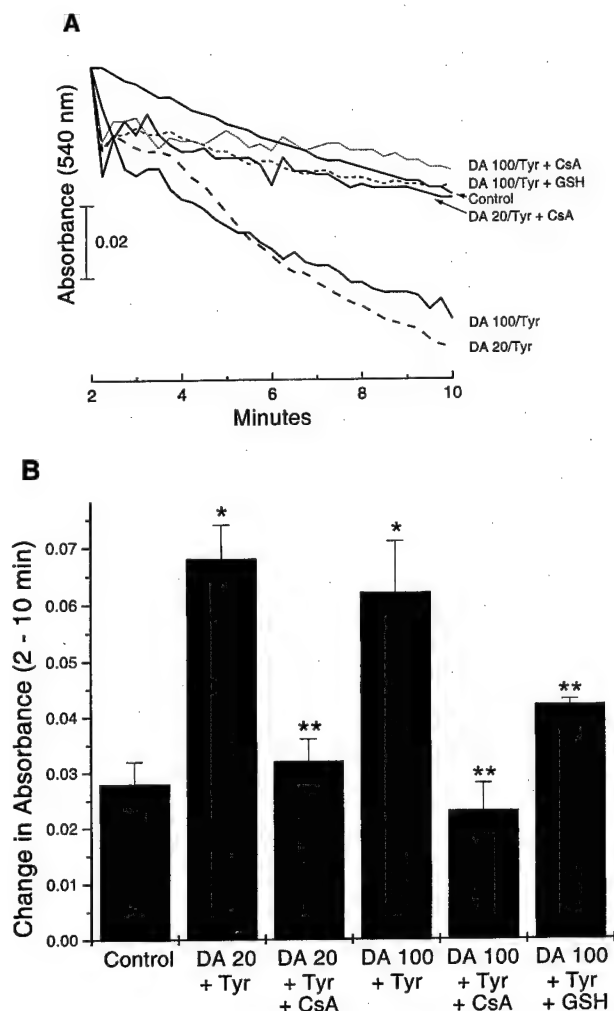 A
Absorbance (540 nm)
0.02
DA 100/Tyr + CsA
DA 100/Tyr + GSH
Control
DA 20/Tyr + CsA
DA 100/Tyr
DA 20/Tyr
2
4
6
8
10
Minutes
B
Change in Absorbance (2 - 10 min)
0.07
0.06
0.05
0.04
0.03
0.02
0.01
0.00
*
**
*
**
**
Control
DA 20
+ Tyr
DA 20
+ Tyr
+ CsA
DA 100
+ Tyr
DA 100
+ Tyr
+ CsA
DA 100
+ Tyr
+ GSH